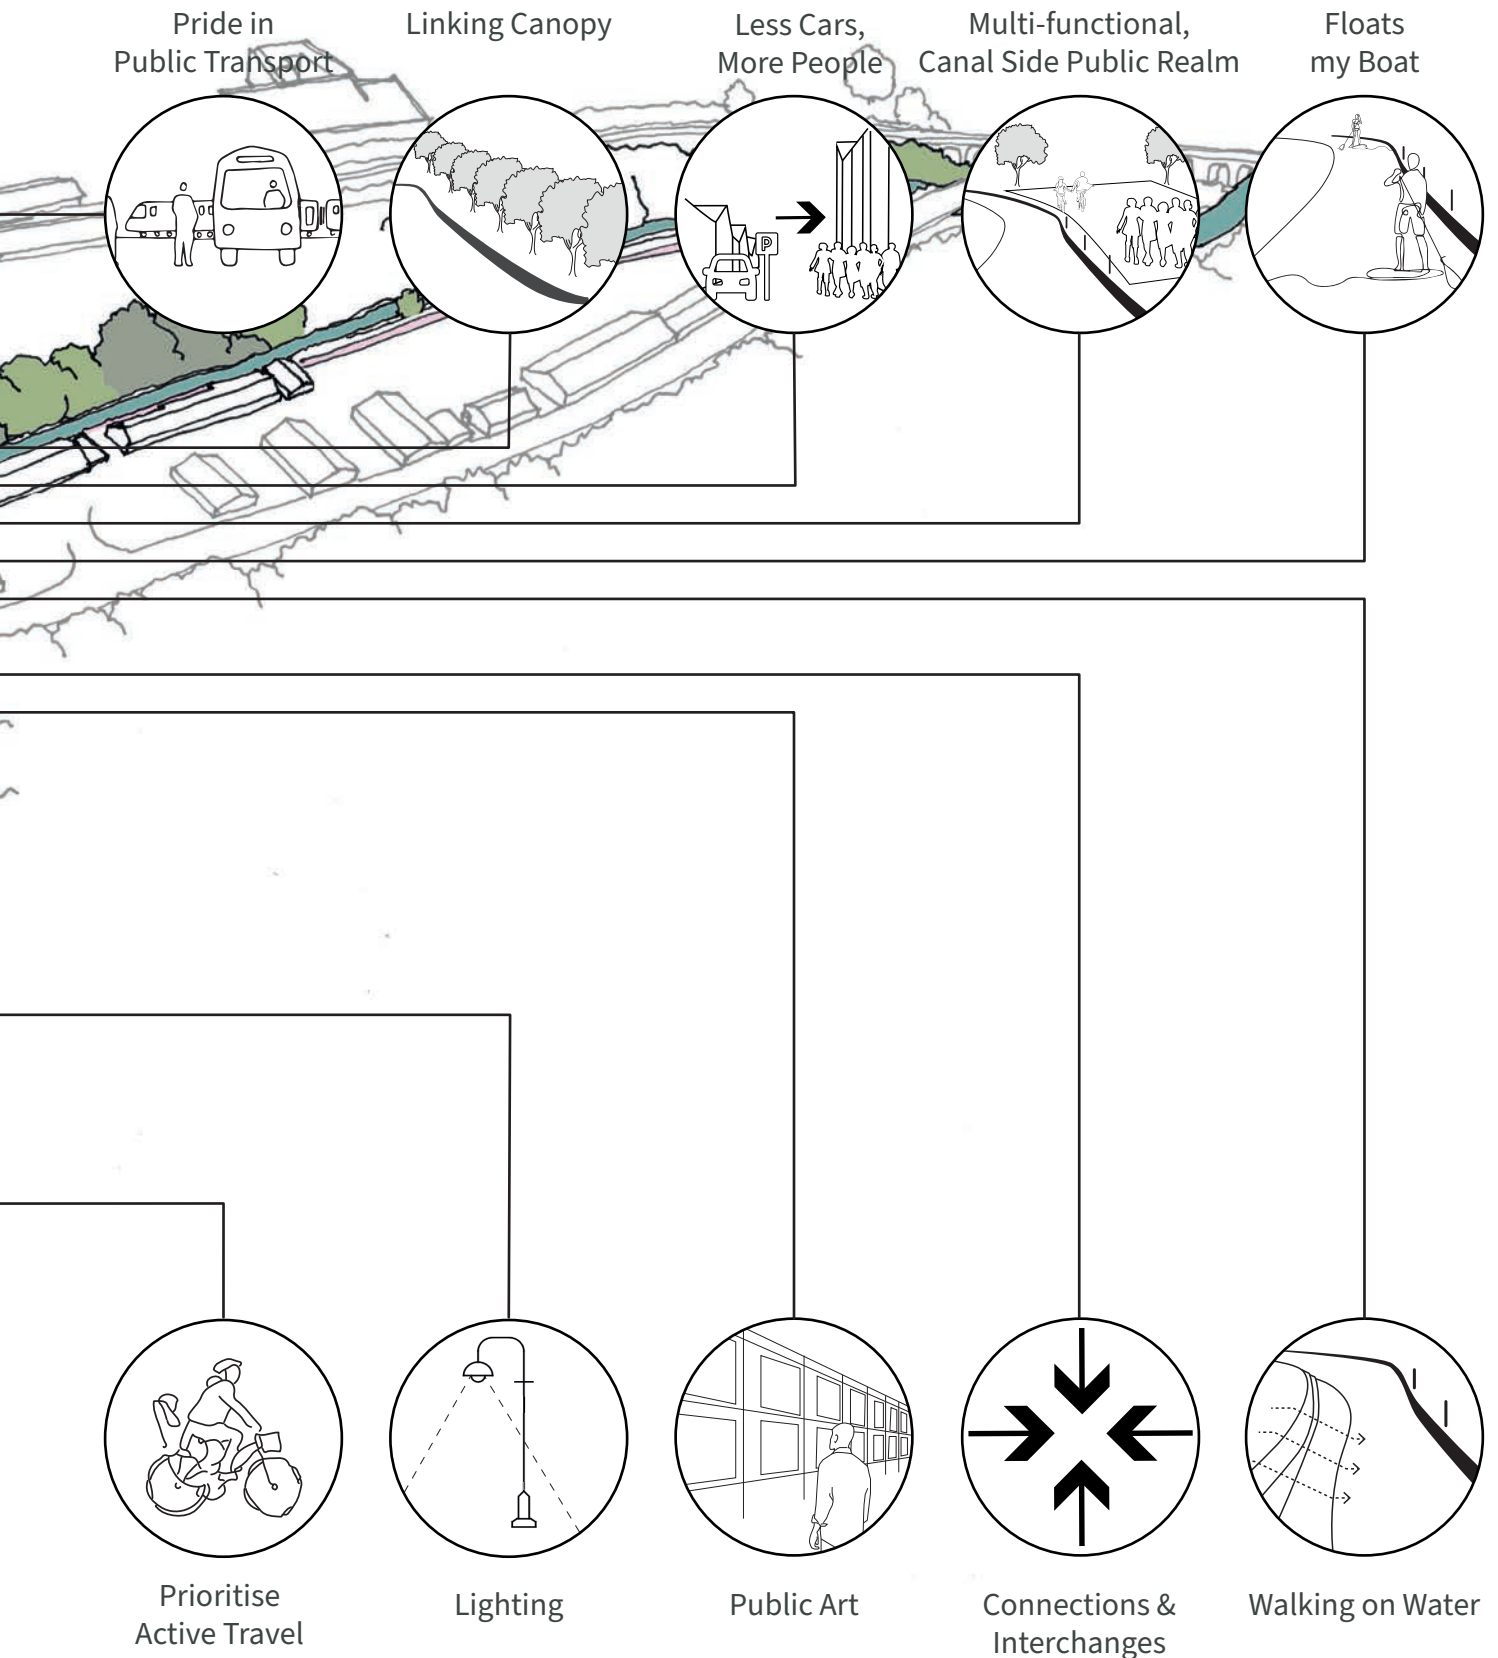 Pride in
Public Transport
Linking Canopy
Less Cars,
More People
Multi-functional,
Canal Side Public Realm
Floats
my Boat
P
Prioritise
Active Travel
Lighting
Public Art
Connections &
Interchanges
Walking on Water